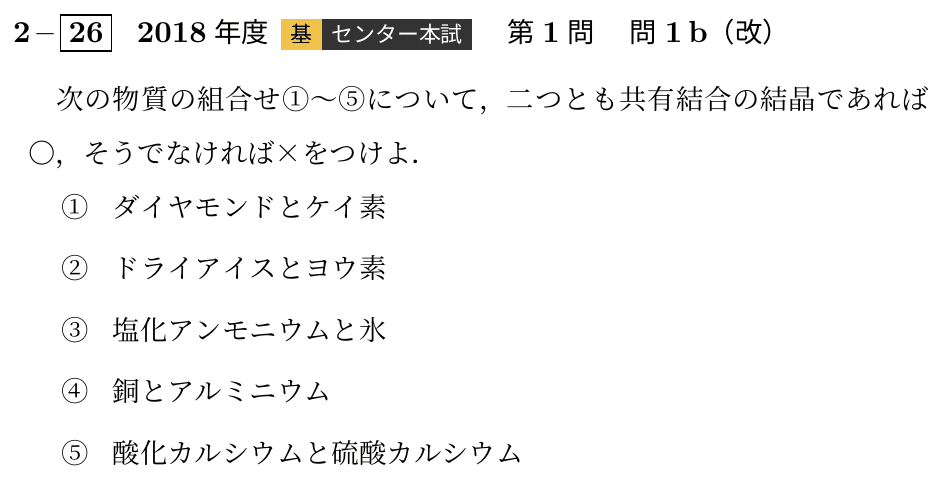 2-26 2018 年度 基 センター本試 第 1 問 問 1 b（改）
次の物質の組合せ①～⑤について，二つとも共有結合の結晶であれば
○，そうでなければ×をつけよ．
① ダイヤモンドとケイ素
② ドライアイスとヨウ素
③ 塩化アンモニウムと氷
④ 銅とアルミニウム
⑤ 酸化カルシウムと硫酸カルシウム